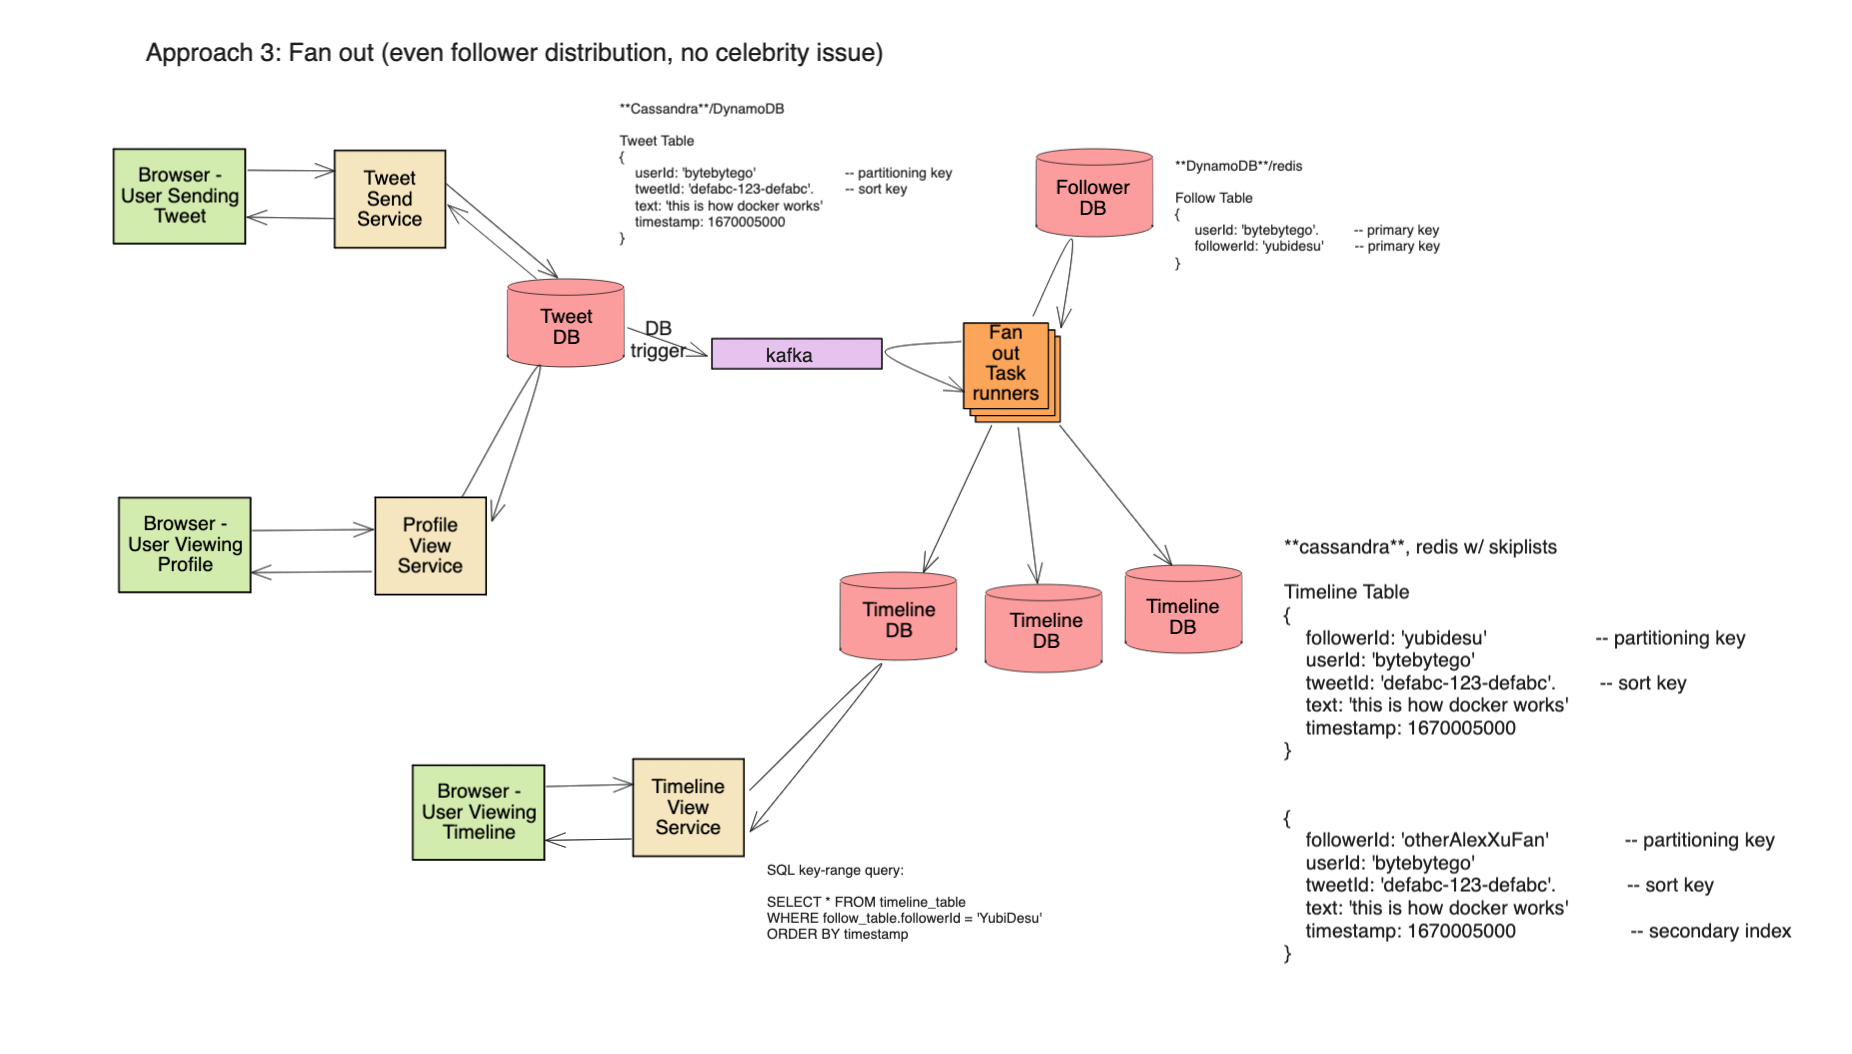 Approach 3: Fan out (even follower distribution, no celebrity issue)
Browser -
User Sending
Tweet
Tweet
Send
Service
**Cassandra**/DynamoDB
Tweet Table
{
userId: 'bytebytego' -- partitioning key
tweetId: 'defabc-123-defabc'. -- sort key
text: 'this is how docker works'
timestamp: 1670005000
}
Follower
DB
**DynamoDB**/redis
Follow Table
{
userId: 'bytebytego'. -- primary key
followerId: 'yubidesu' -- primary key
}
Tweet
DB
DB
trigger
kafka
Fan
out
Task
runners
Browser -
User Viewing
Profile
Profile
View
Service
Timeline
DB
Timeline
DB
Timeline
DB
**cassandra**, redis w/ skiplists
Timeline Table
{
followerId: 'yubidesu' -- partitioning key
userId: 'bytebytego'
tweetId: 'defabc-123-defabc'. -- sort key
text: 'this is how docker works'
timestamp: 1670005000
}
{
followerId: 'otherAlexXuFan' -- partitioning key
userId: 'bytebytego'
tweetId: 'defabc-123-defabc'. -- sort key
text: 'this is how docker works'
timestamp: 1670005000 -- secondary index
}
Browser -
User Viewing
Timeline
Timeline
View
Service
SQL key-range query:
SELECT * FROM timeline_table
WHERE follow_table.followerId = 'YubiDesu'
ORDER BY timestamp